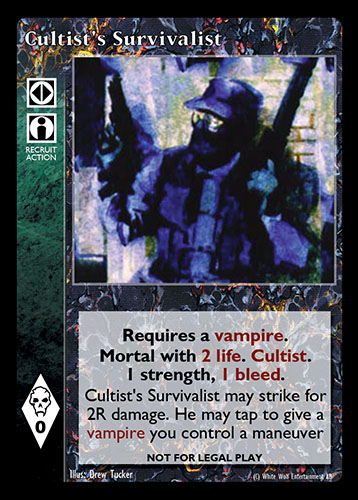 Cultist's Survivalist
RECRUIT
ACTION
Requires a vampire.
Mortal with 2 life. Cultist.
1 strength, 1 bleed.
Cultist's Survivalist may strike for
2R damage. He may tap to give a
vampire you control a maneuver
0
NOT FOR LEGAL PLAY
Illus: Drew Tucker
(C) White Wolf Entertainment AB